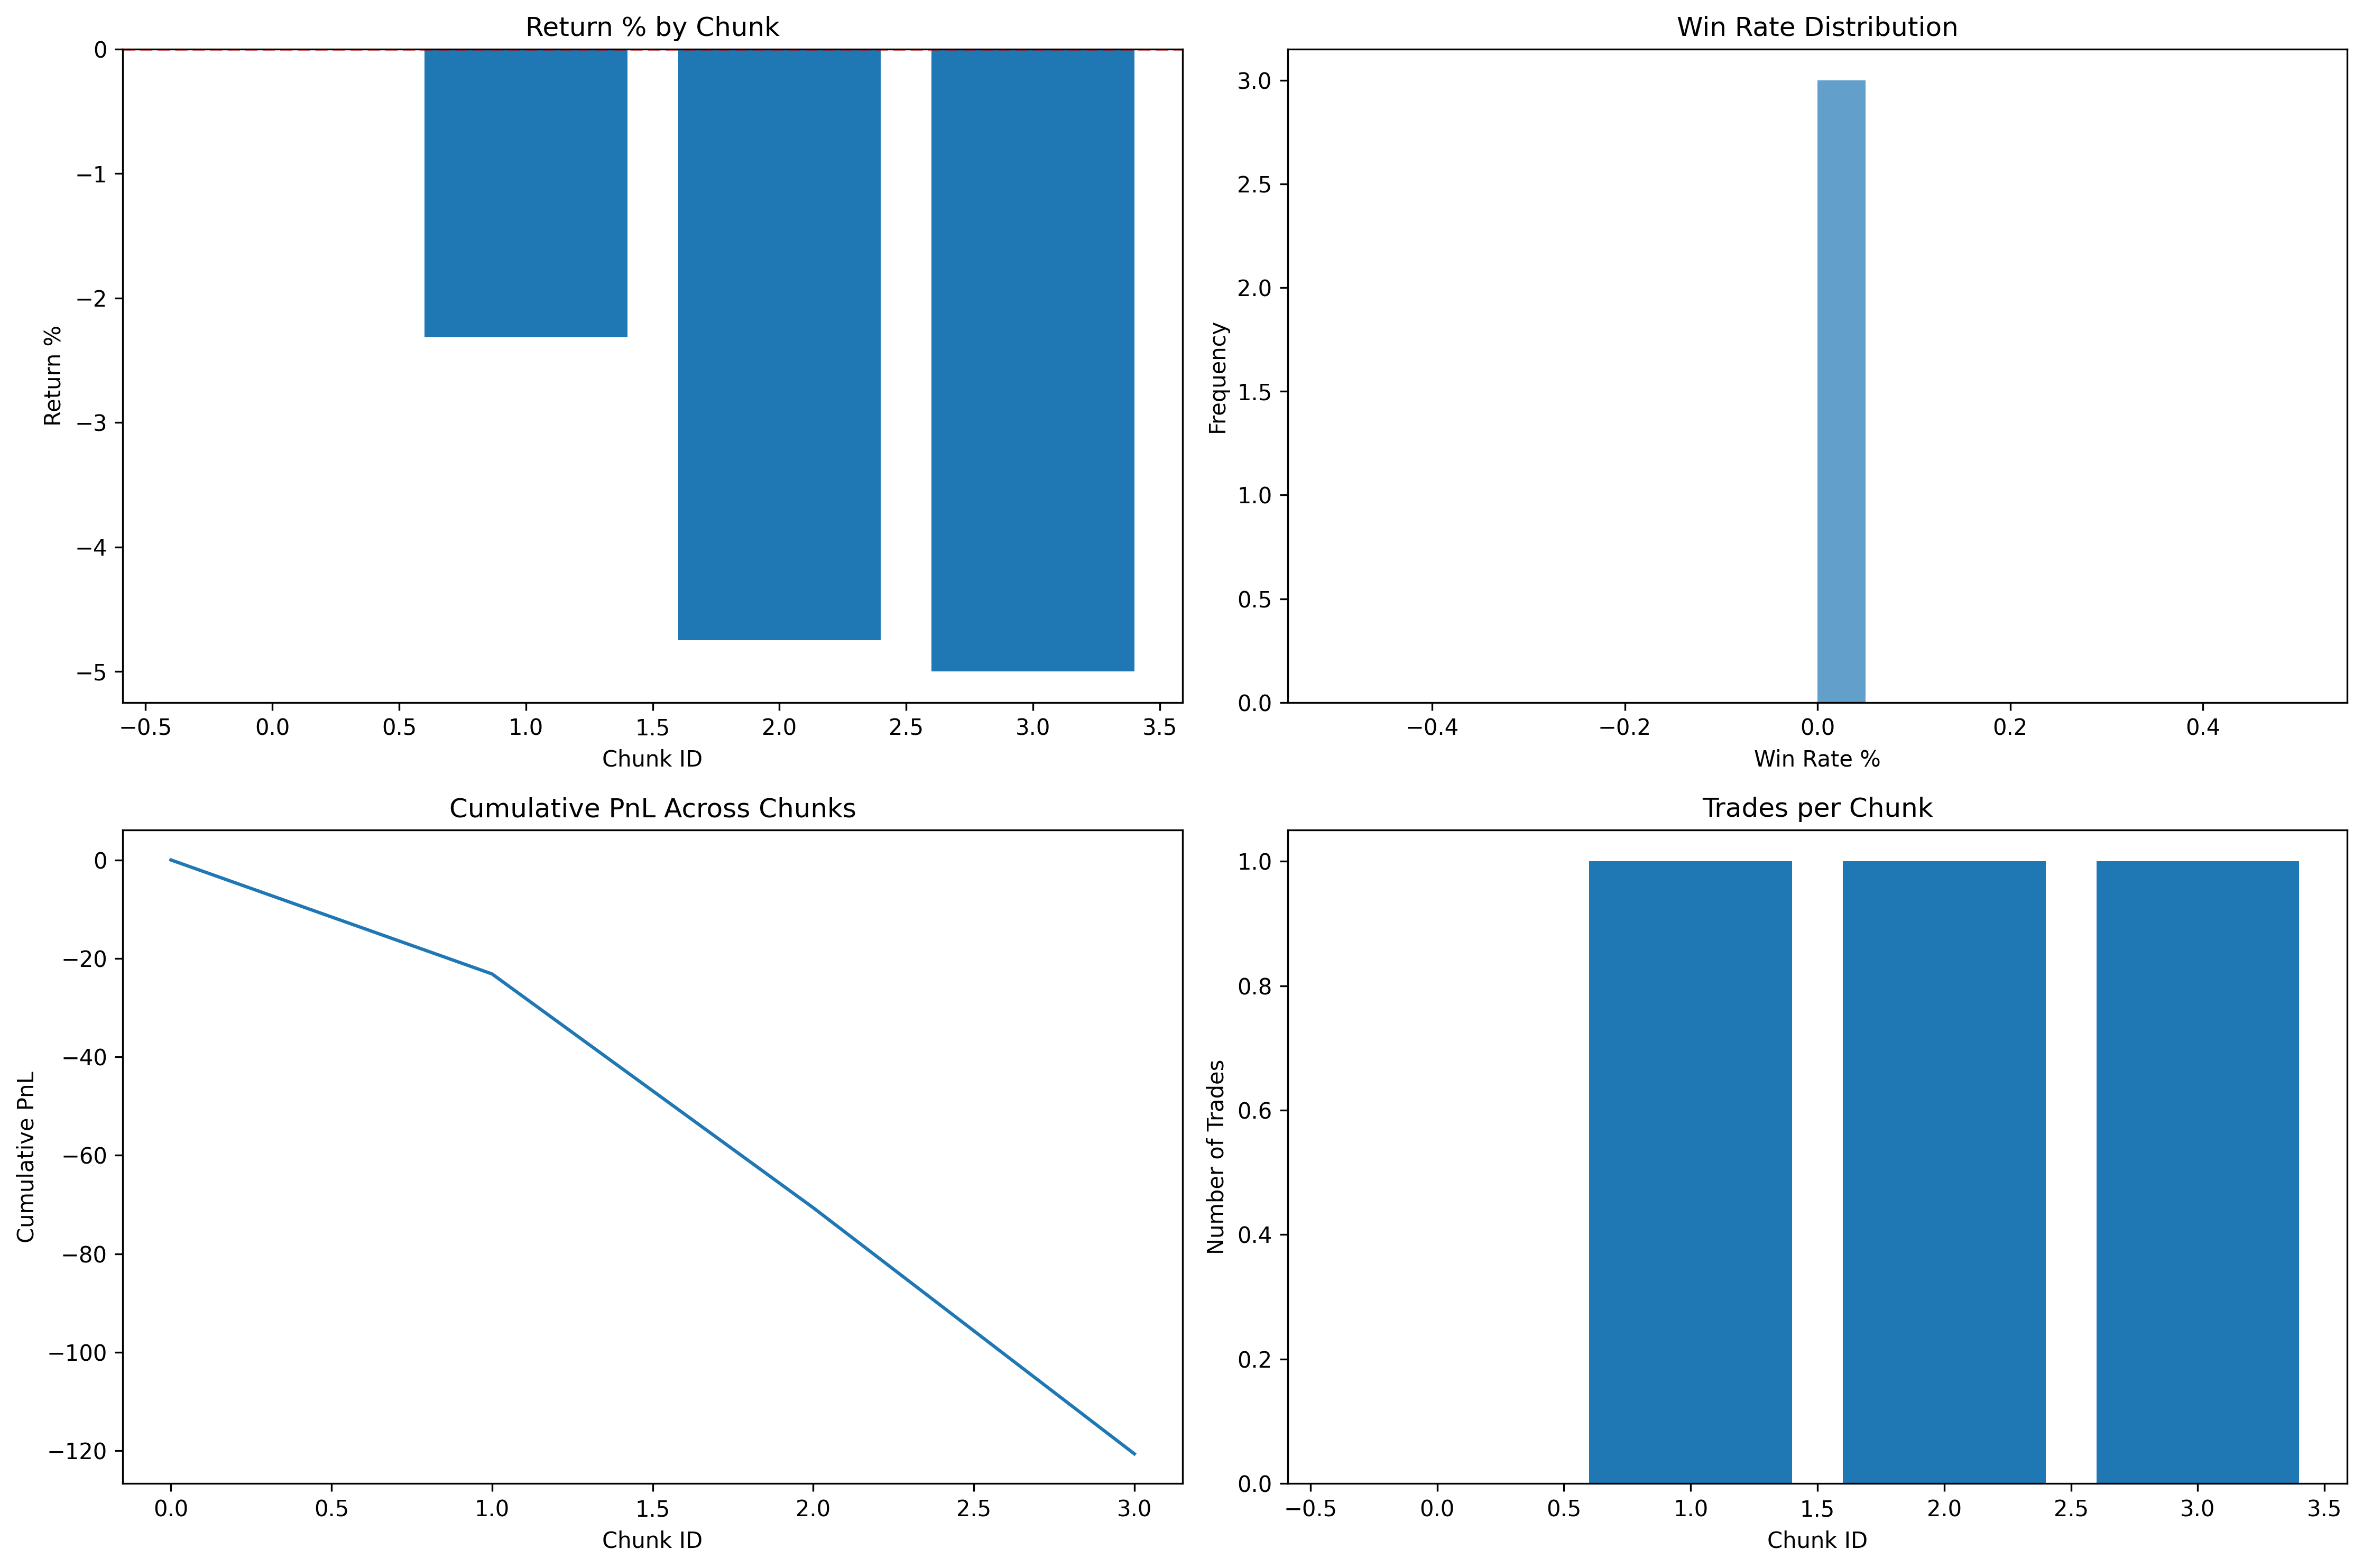 Return % by Chunk
0
−1
−2
−3
−4
−5
Return %
−0.5 0.0 0.5 1.0 1.5 2.0 2.5 3.0 3.5
Chunk ID
Win Rate Distribution
3.0
2.5
2.0
1.5
1.0
0.5
0.0
Frequency
−0.4 −0.2 0.0 0.2 0.4
Win Rate %
Cumulative PnL Across Chunks
0
−20
−40
−60
−80
−100
−120
Cumulative PnL
0.0 0.5 1.0 1.5 2.0 2.5 3.0
Chunk ID
Trades per Chunk
1.0
0.8
0.6
0.4
0.2
0.0
Number of Trades
−0.5 0.0 0.5 1.0 1.5 2.0 2.5 3.0 3.5
Chunk ID